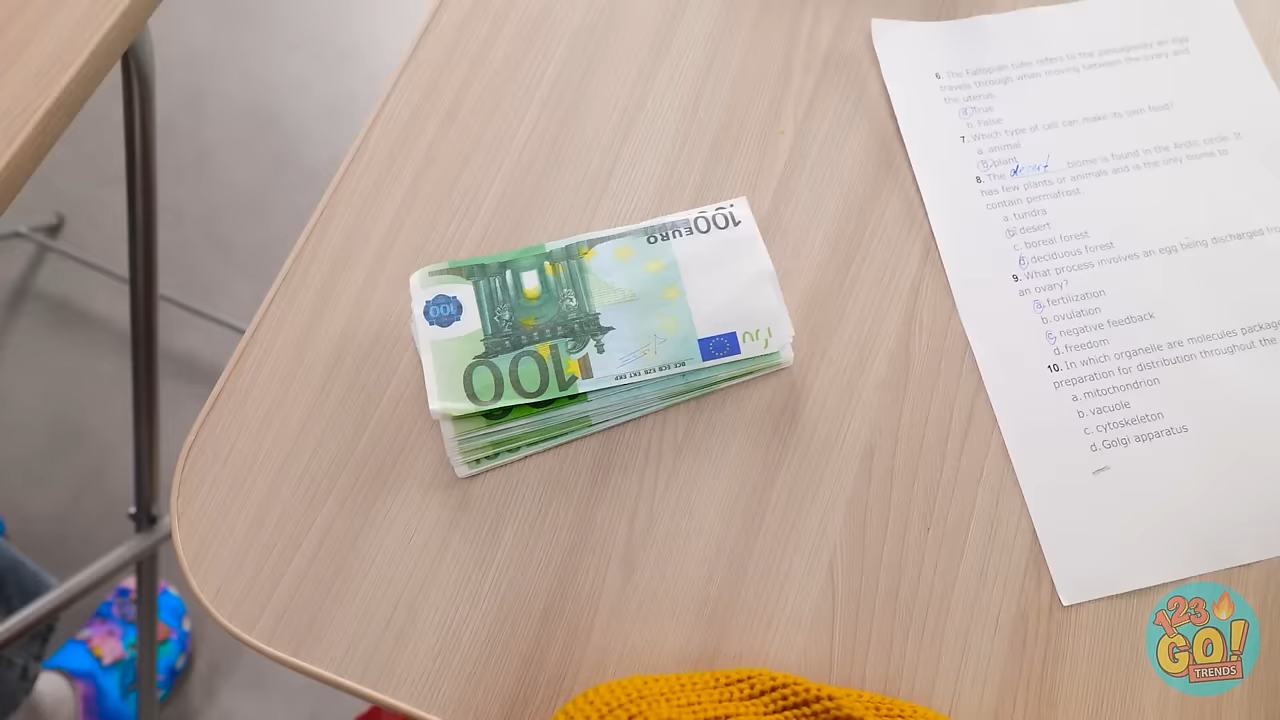 100 EURO
100
100
BCE ECB EZB EKT EKP
6. The Fallopian tube refers to the passageway an egg
travels through when moving between the ovary and
the uterus.
a. True
b. False
7. Which type of cell can make its own food?
a. animal
b. plant
8. The desert biome is found in the Arctic circle. It
has few plants or animals and is the only biome to
contain permafrost.
a. tundra
b. desert
c. boreal forest
d. deciduous forest
9. What process involves an egg being discharged from
an ovary?
a. fertilization
b. ovulation
c. negative feedback
d. freedom
10. In which organelle are molecules packaged
preparation for distribution throughout the
a. mitochondrion
b. vacuole
c. cytoskeleton
d. Golgi apparatus
123
GO!
TRENDS